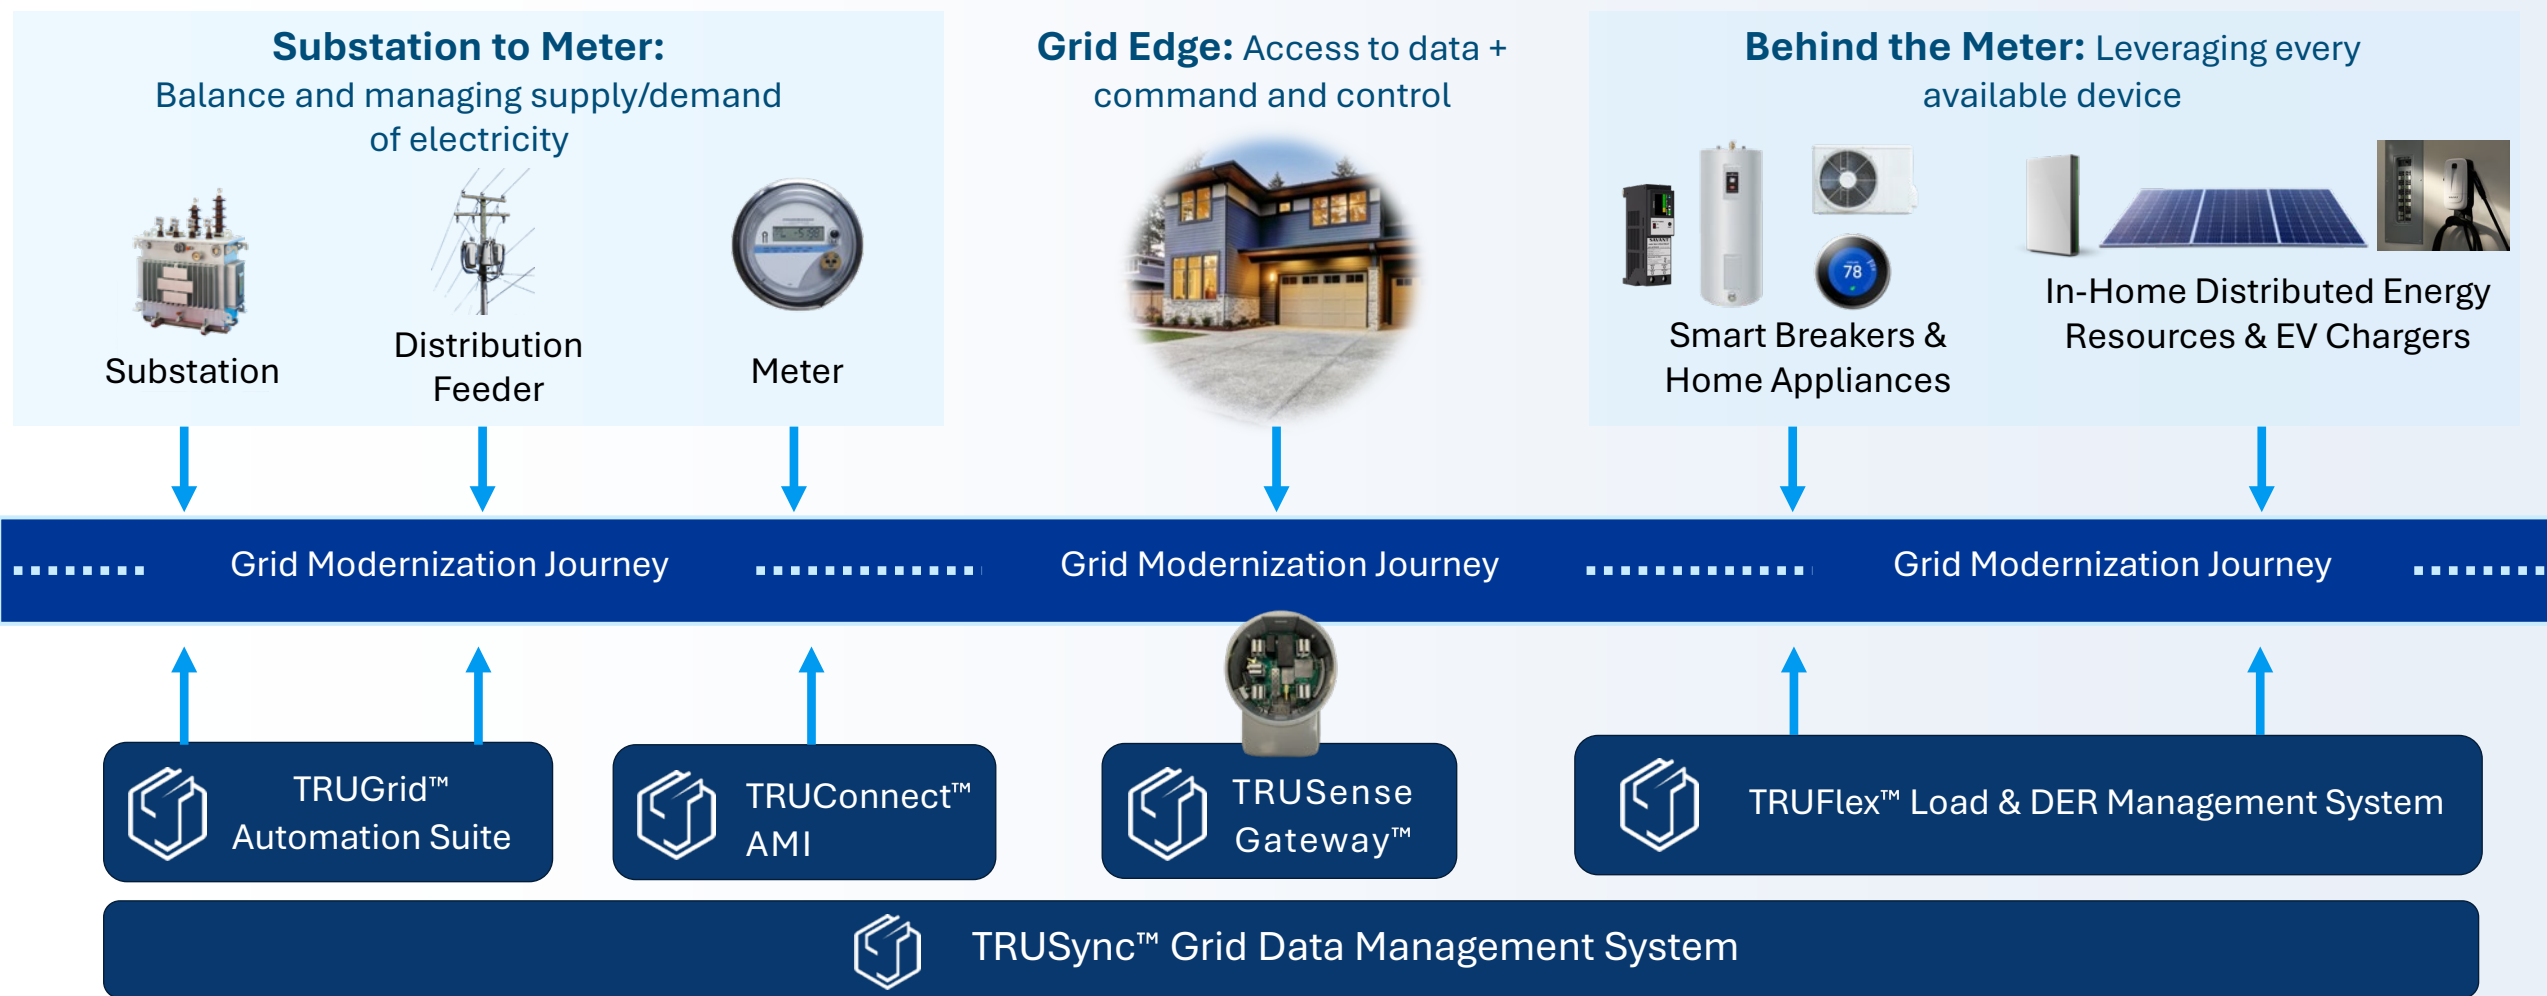 Substation to Meter:
Balance and managing supply/demand
of electricity
Substation
Distribution
Feeder
Meter
Grid Edge: Access to data +
command and control
Behind the Meter: Leveraging every
available device
78
Smart Breakers &
Home Appliances
In-Home Distributed Energy
Resources & EV Chargers
Grid Modernization Journey
Grid Modernization Journey
Grid Modernization Journey
TRUGrid™
Automation Suite
TRUConnect™
AMI
TRUSense
Gateway™
TRUFlex™ Load & DER Management System
TRUSync™ Grid Data Management System